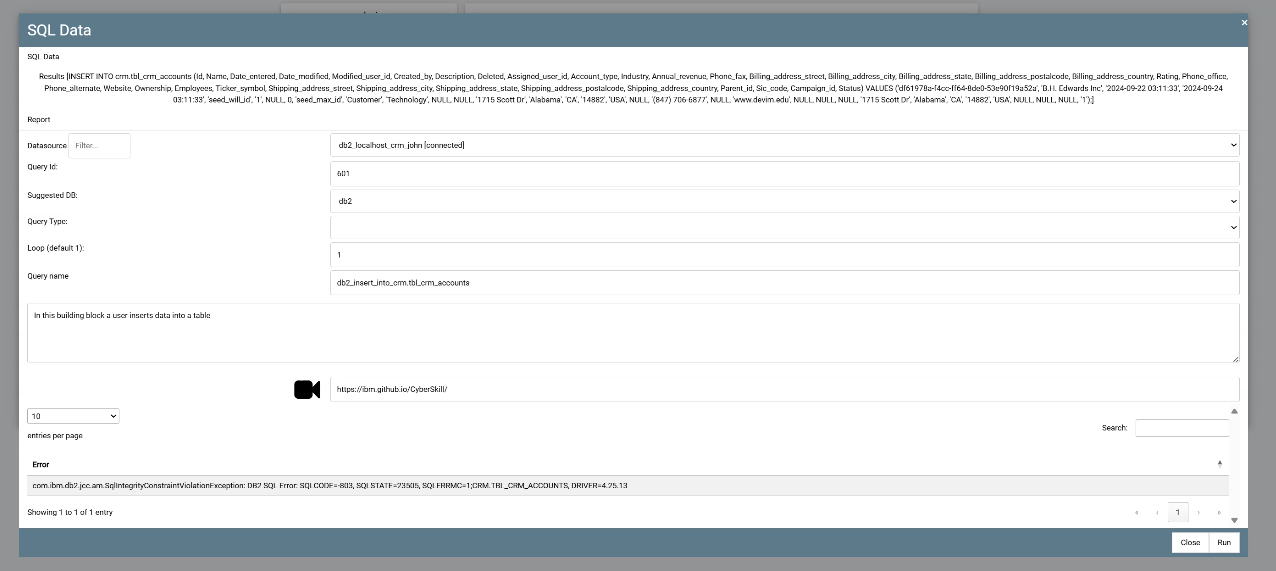 SQL Data
×
SQL Data
Results [INSERT INTO crm.tbl_crm_accounts (Id, Name, Date_entered, Date_modified, Modified_user_id, Created_by, Description, Deleted, Assigned_user_id, Account_type, Industry, Annual_revenue, Phone_fax, Billing_address_street, Billing_address_city, Billing_address_state, Billing_address_postalcode, Billing_address_country, Rating, Phone_office,
Phone_alternate, Website, Ownership, Employees, Ticker_symbol, Shipping_address_street, Shipping_address_city, Shipping_address_state, Shipping_address_postalcode, Shipping_address_country, Parent_id, Sic_code, Campaign_id, Status) VALUES ('df61978a-f4cc-ff64-8de0-53e90f19a52a', 'B.H. Edwards Inc', '2024-09-22 03:11:33', '2024-09-24
03:11:33', 'seed_will_id', '1', NULL, 0, 'seed_max_id', 'Customer', 'Technology', NULL, NULL, '1715 Scott Dr', 'Alabama', 'CA', '14882', 'USA', NULL, '(847) 706-6877', NULL, 'www.devim.edu', NULL, NULL, NULL, '1715 Scott Dr', 'Alabama', 'CA', '14882', 'USA', NULL, NULL, NULL, '1');]
Report
Datasource Filter... db2_localhost_crm_john [connected]
Query Id: 601
Suggested DB: db2
Query Type:
Loop (default 1): 1
Query name db2_insert_into_crm.tbl_crm_accounts
In this building block a user inserts data into a table
https://ibm.github.io/CyberSkill/
10
entries per page
Search:
Error
com.ibm.db2.jcc.am.SqlIntegrityConstraintViolationException: DB2 SQL Error: SQLCODE=-803, SQLSTATE=23505, SQLERRMC=1;CRM.TBL_CRM_ACCOUNTS, DRIVER=4.25.13
Showing 1 to 1 of 1 entry
« ‹ 1 › »
Close Run